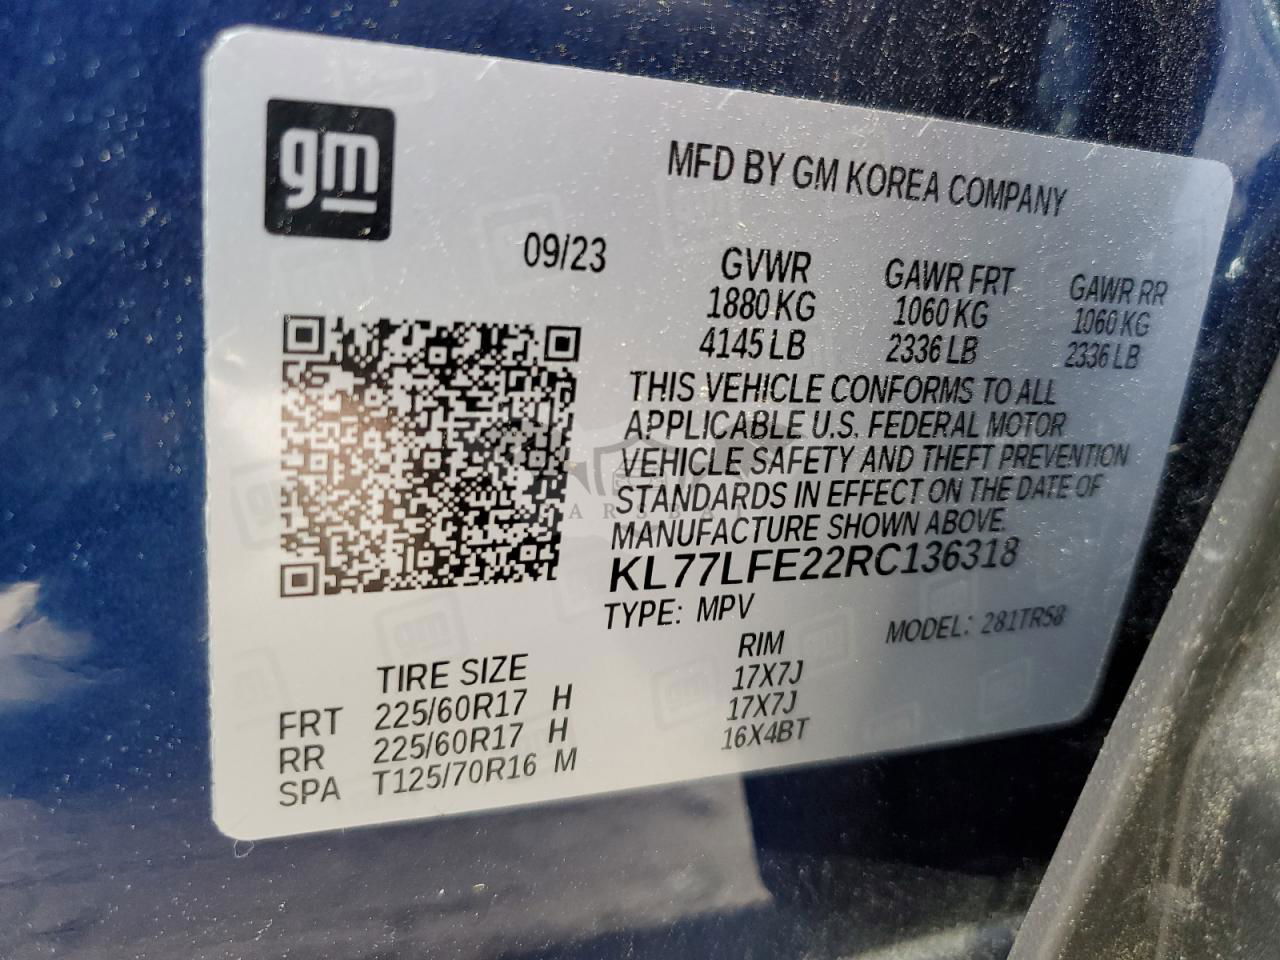 gm
MFD BY GM KOREA COMPANY
09/23
GVWR GAWR FRT GAWR RR
1880 KG 1060 KG 1060 KG
4145 LB 2336 LB 2336 LB
THIS VEHICLE CONFORMS TO ALL
APPLICABLE U.S. FEDERAL MOTOR
VEHICLE SAFETY AND THEFT PREVENTION
STANDARDS IN EFFECT ON THE DATE OF
MANUFACTURE SHOWN ABOVE.
KL77LFE22RC136318
TYPE: MPV MODEL: 281TR58
TIRE SIZE RIM
FRT 225/60R17 H 17X7J
RR 225/60R17 H 17X7J
SPA T125/70R16 M 16X4BT